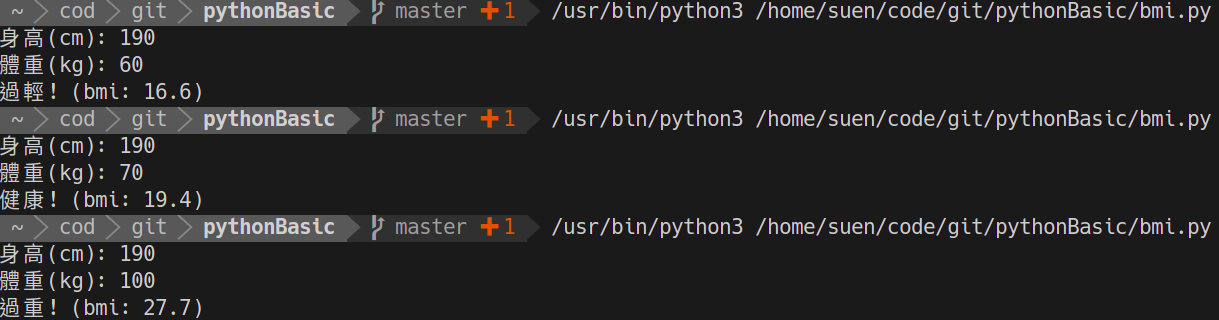 ~ cod git pythonBasic master +1 /usr/bin/python3 /home/suen/code/git/pythonBasic/bmi.py
身高(cm): 190
體重(kg): 60
過輕! (bmi: 16.6)
~ cod git pythonBasic master +1 /usr/bin/python3 /home/suen/code/git/pythonBasic/bmi.py
身高(cm): 190
體重(kg): 70
健康! (bmi: 19.4)
~ cod git pythonBasic master +1 /usr/bin/python3 /home/suen/code/git/pythonBasic/bmi.py
身高(cm): 190
體重(kg): 100
過重! (bmi: 27.7)